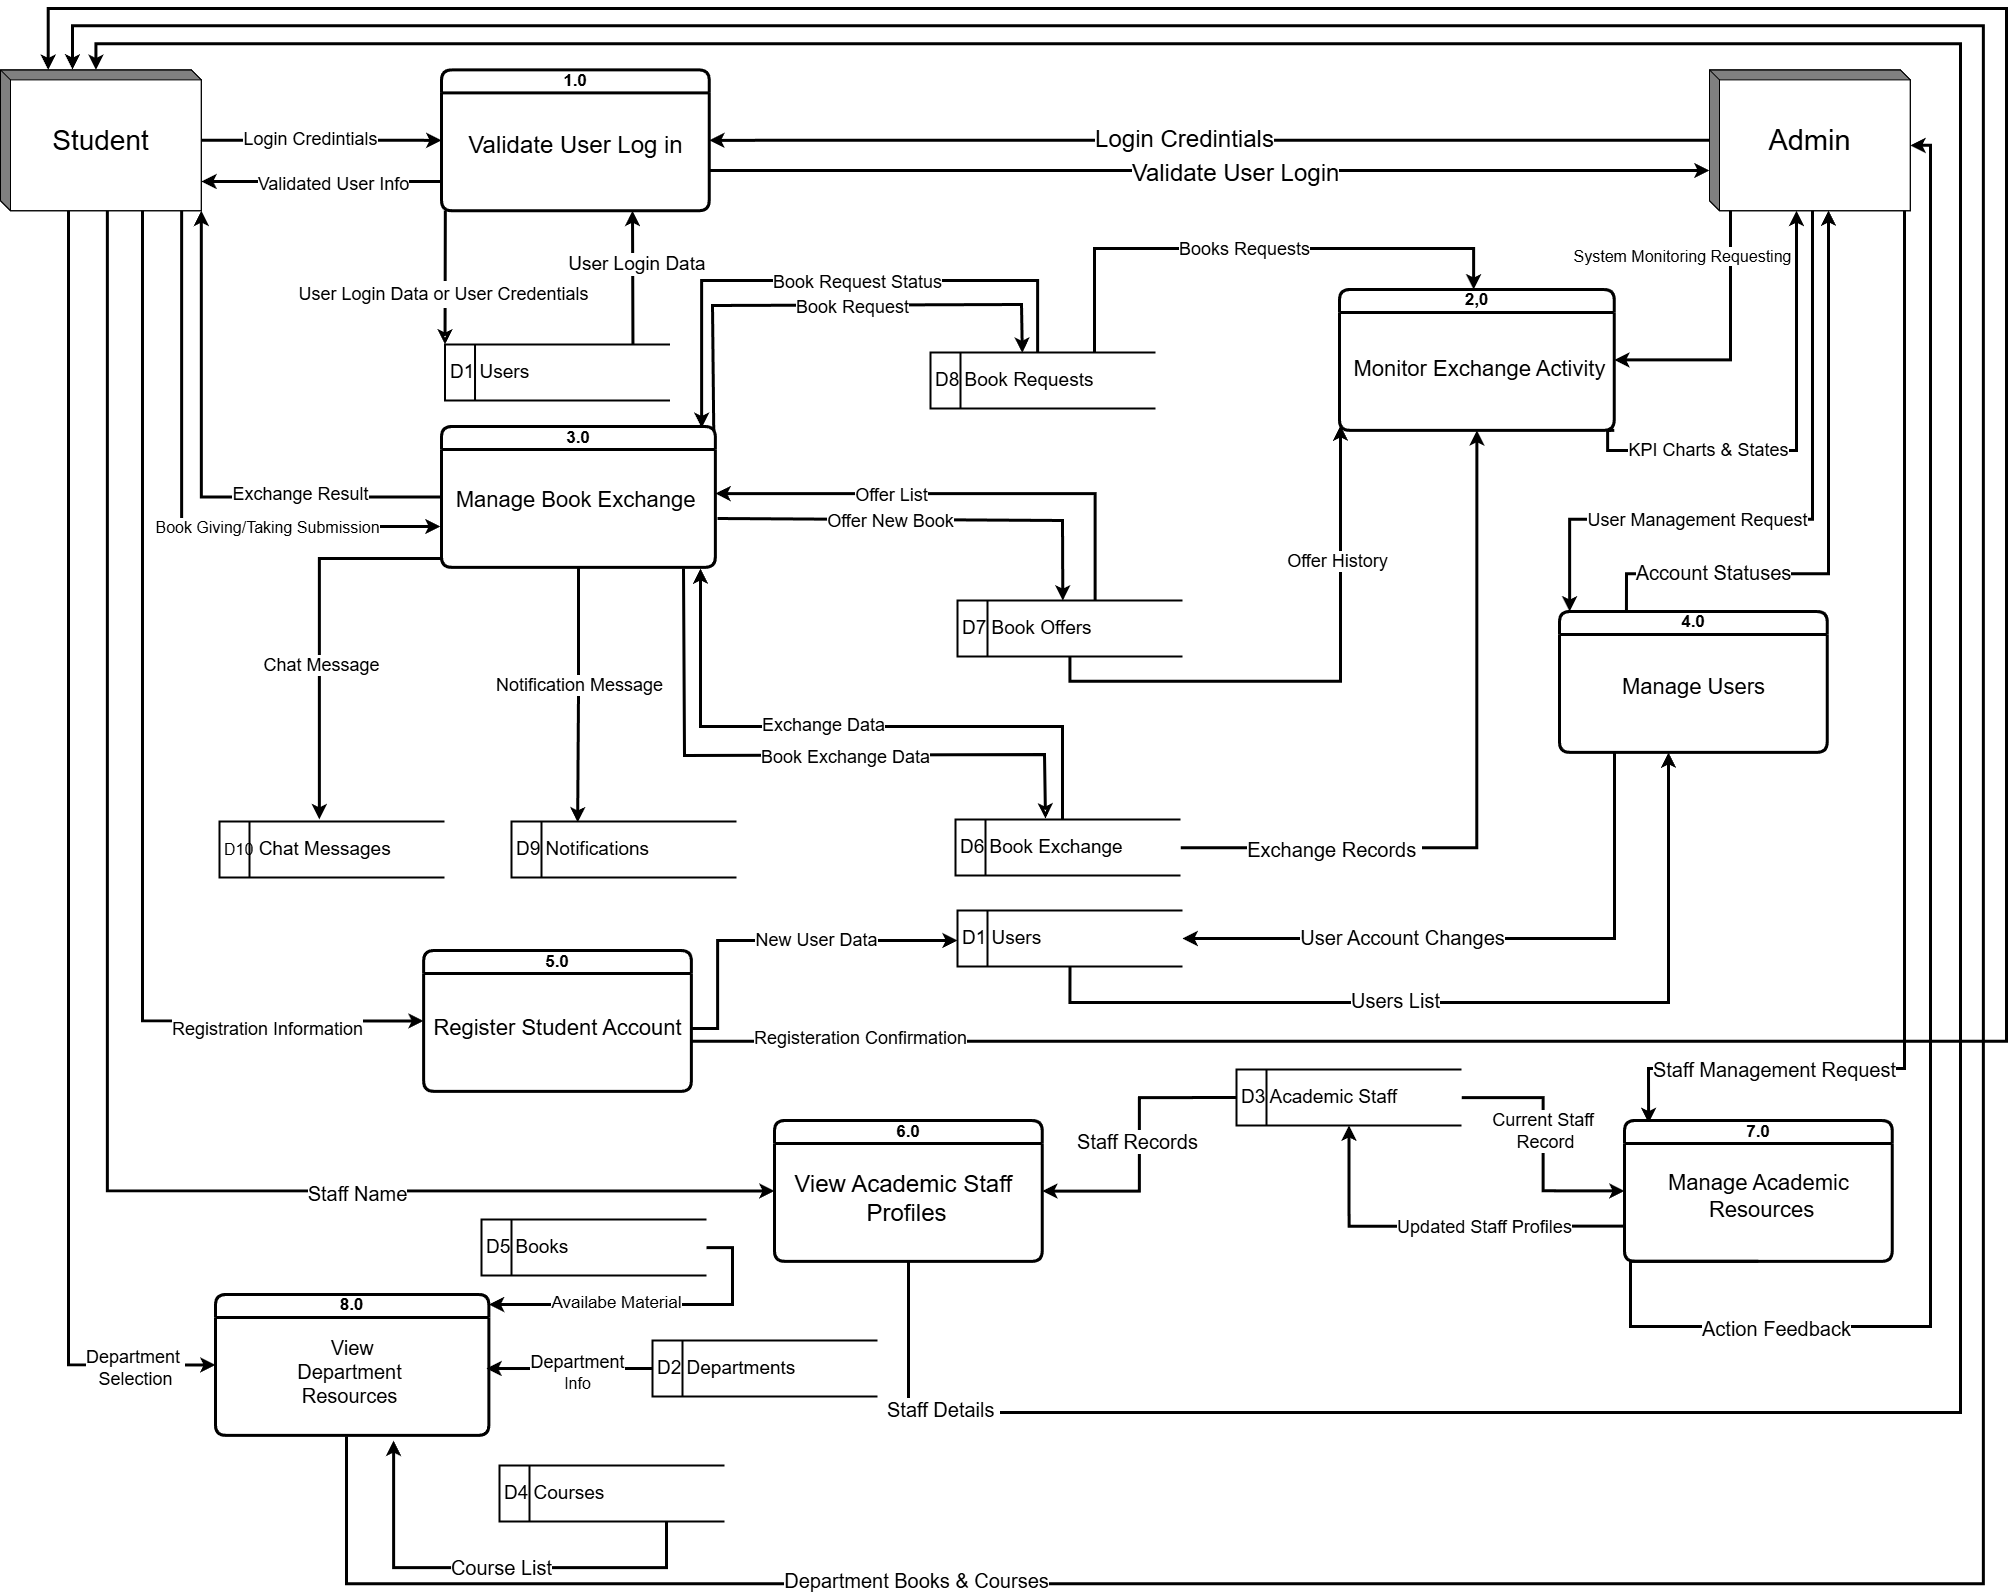 1.0
Student
Login Credintials
Validate User Log in
Login Credintials
Admin
Validated User Info
Validate User Login
User Login Data
Books Requests
System Monitoring Requesting
Book Request Status
User Login Data or User Credentials
Book Request
2,0
D1 Users
D8 Book Requests
Monitor Exchange Activity
3.0
KPI Charts & States
Exchange Result
Manage Book Exchange
Offer List
Book Giving/Taking Submission
Offer New Book
User Management Request
Offer History
Account Statuses
D7 Book Offers
4.0
Chat Message
Notification Message
Manage Users
Exchange Data
Book Exchange Data
D10 Chat Messages
D9 Notifications
D6 Book Exchange
Exchange Records
New User Data
D1 Users
User Account Changes
5.0
Users List
Registration Information
Register Student Account
Registeration Confirmation
Staff Management Request
D3 Academic Staff
Current Staff
Record
6.0
Staff Records
7.0
Staff Name
View Academic Staff
Profiles
Manage Academic
Resources
Updated Staff Profiles
D5 Books
8.0
Availabe Material
Action Feedback
View
Department
Resources
Department
Selection
Department
Info
D2 Departments
Staff Details
D4 Courses
Course List
Department Books & Courses